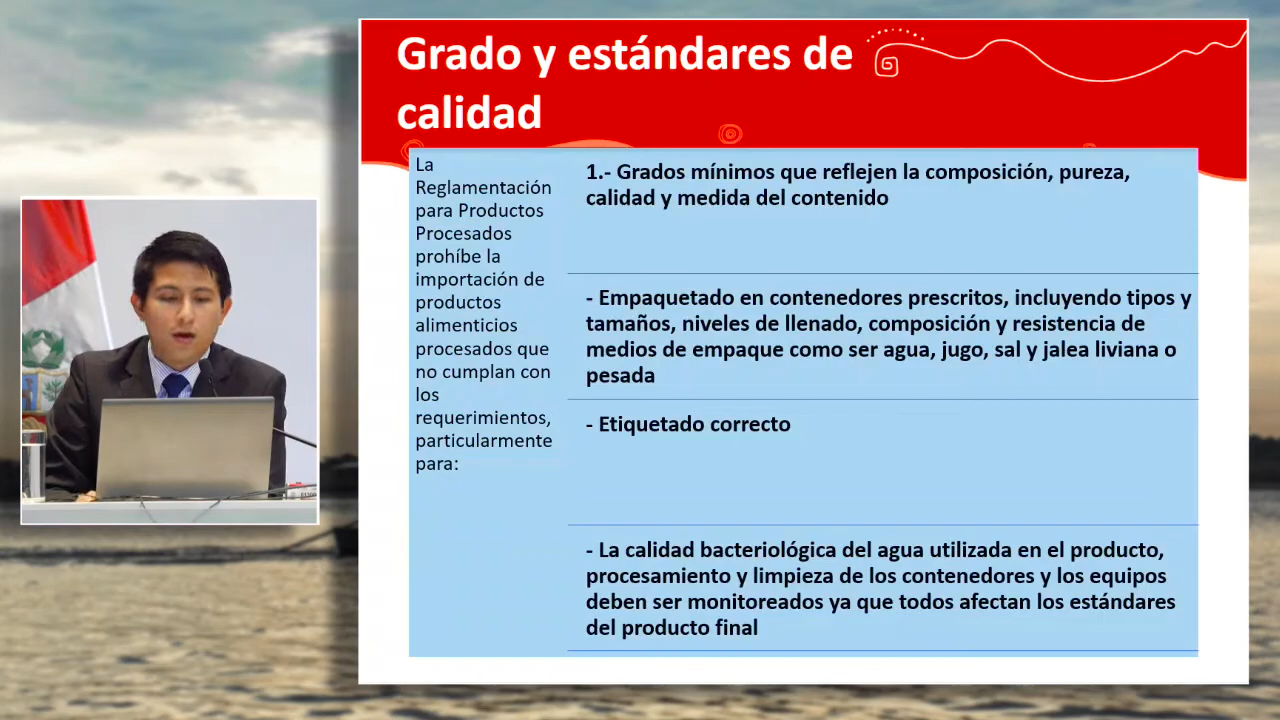 Grado y estándares de
calidad
La
Reglamentación
para Productos
Procesados
prohíbe la
importación de
productos
alimenticios
procesados que
no cumplan con
los
requerimientos,
particularmente
para:
1.- Grados mínimos que reflejen la composición, pureza,
calidad y medida del contenido
- Empaquetado en contenedores prescritos, incluyendo tipos y
tamaños, niveles de llenado, composición y resistencia de
medios de empaque como ser agua, jugo, sal y jalea liviana o
pesada
- Etiquetado correcto
- La calidad bacteriológica del agua utilizada en el producto,
procesamiento y limpieza de los contenedores y los equipos
deben ser monitoreados ya que todos afectan los estándares
del producto final